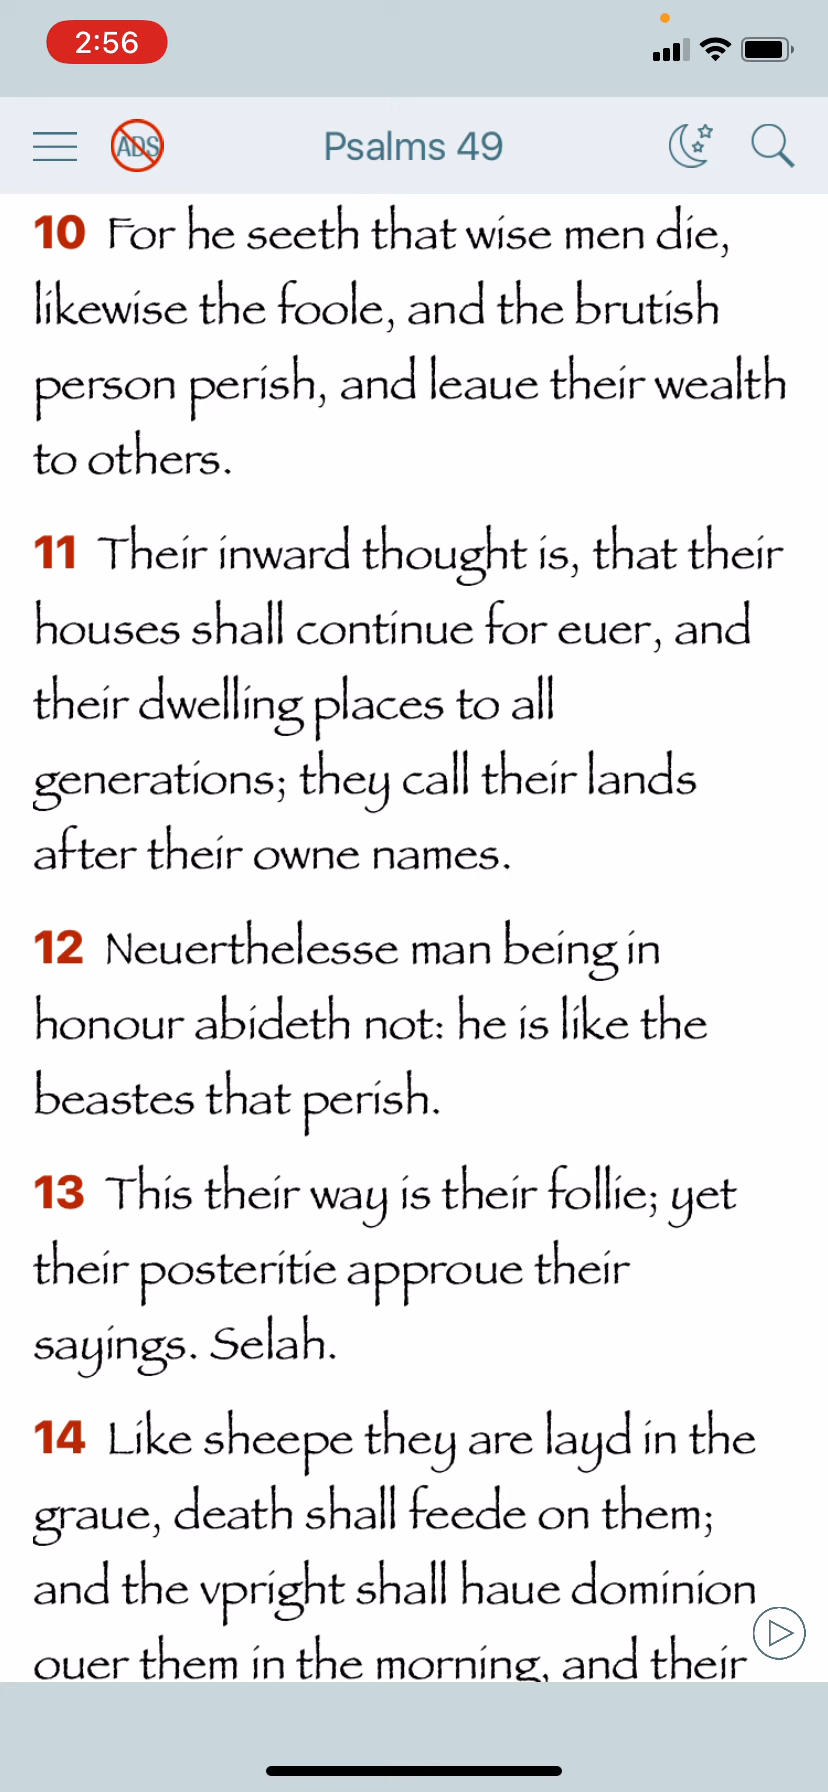 2:56
ADS
Psalms 49
10 For he seeth that wise men die,
likewise the foole, and the brutish
person perish, and leaue their wealth
to others.
11 Their inward thought is, that their
houses shall continue for euer, and
their dwelling places to all
generations; they call their lands
after their owne names.
12 Neuerthelesse man being in
honour abideth not: he is like the
beastes that perish.
13 This their way is their follie; yet
their posteritie approue their
sayings. Selah.
14 Like sheepe they are layd in the
graue, death shall feede on them;
and the vpright shall haue dominion
ouer them in the morning, and their